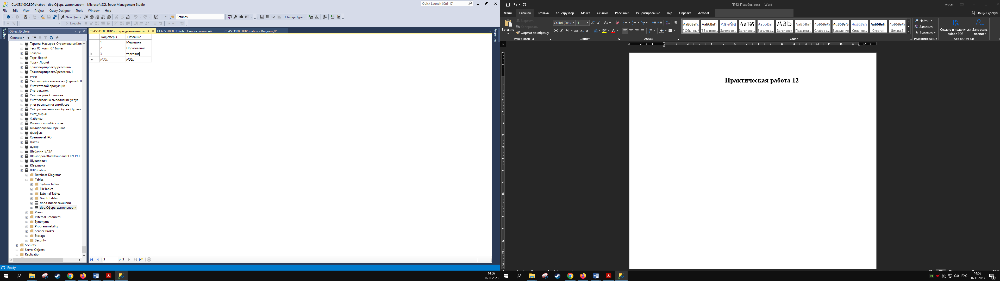 CLASS31000.BDPohabov - dbo.Сферы деятельности - Microsoft SQL Server Management Studio
Quick Launch (Ctrl+Q)
File Edit View Project Query Designer Tools Window Help
New Query
Petuhov
Change Type
Execute
Toolbox
Object Explorer
Connect
Тарима_Насыров_СтроительнаяКом
Тест_06_комп_07_билет
Товары
Торг_Лорий
Торги_Лорий
ТранспортировкаДревесины
ТранспортировкаДревесины1
туры
Учёт вещей в химчистке (Тураев Б.В
Учет готовой продукции
Учет закупок
Учет закупок Степанюк
Учет заявок на выполнение услуг
учет расписания автобусов
Учёт расписания автобусов (Тураев
Учет_сырья
Фабрика
ФилипповскийКокорев
ФилипповскийЧеренков
фывфыв
ХранительПРО
Цветы
цукнр
Шабалин_БАЗА
ШампороваЯнаИвановнаРП09.19.1
Шукилович
Ювелирка
BDPohabov
Database Diagrams
Tables
System Tables
FileTables
External Tables
Graph Tables
dbo.Список вакансий
dbo.Сферы деятельности
Views
External Resources
Synonyms
Programmability
Service Broker
Storage
Security
Security
Server Objects
Replication
CLASS31000.BDPoh...еры деятельности
CLASS31000.BDPoh....Список вакансий
CLASS31000.BDPohabov - Diagram_0*
Код сферы Название
1 Медицина
2 Образование
3 торговля
NULL NULL
3 of 3
Properties
Ready
14:56
16.11.2023
ПР12-Похабов.docx - Word
курсы
Файл Главная Вставка Конструктор Макет Ссылки Рассылки Рецензирование Вид Справка Acrobat
Общий доступ
Вставить
Вырезать
Копировать
Формат по образцу
Буфер обмена
Calibri (Оснс 11
Шрифт
Абзац
АаБбВвГг, АаБбВвГг, АаБбВв АаБб АаБбВвГ АаЬ АаБбВвГ АаБбВвГг АаБбВвГг АаБбВвГг АаБбВвГг, АаБбВвГг
¶ Обычный ¶ Без инте... Заголово... Заголово... Заголово... Заголовок Подзагол... Слабое в... Выделение Сильное... Строгий Цитата 2
Стили
Найти
Заменить
Выделить
Редактирование
Создать и поделиться Adobe PDF
Запросить подписи
Adobe Acrobat
Практическая работа 12
РУС
14:56
16.11.2023